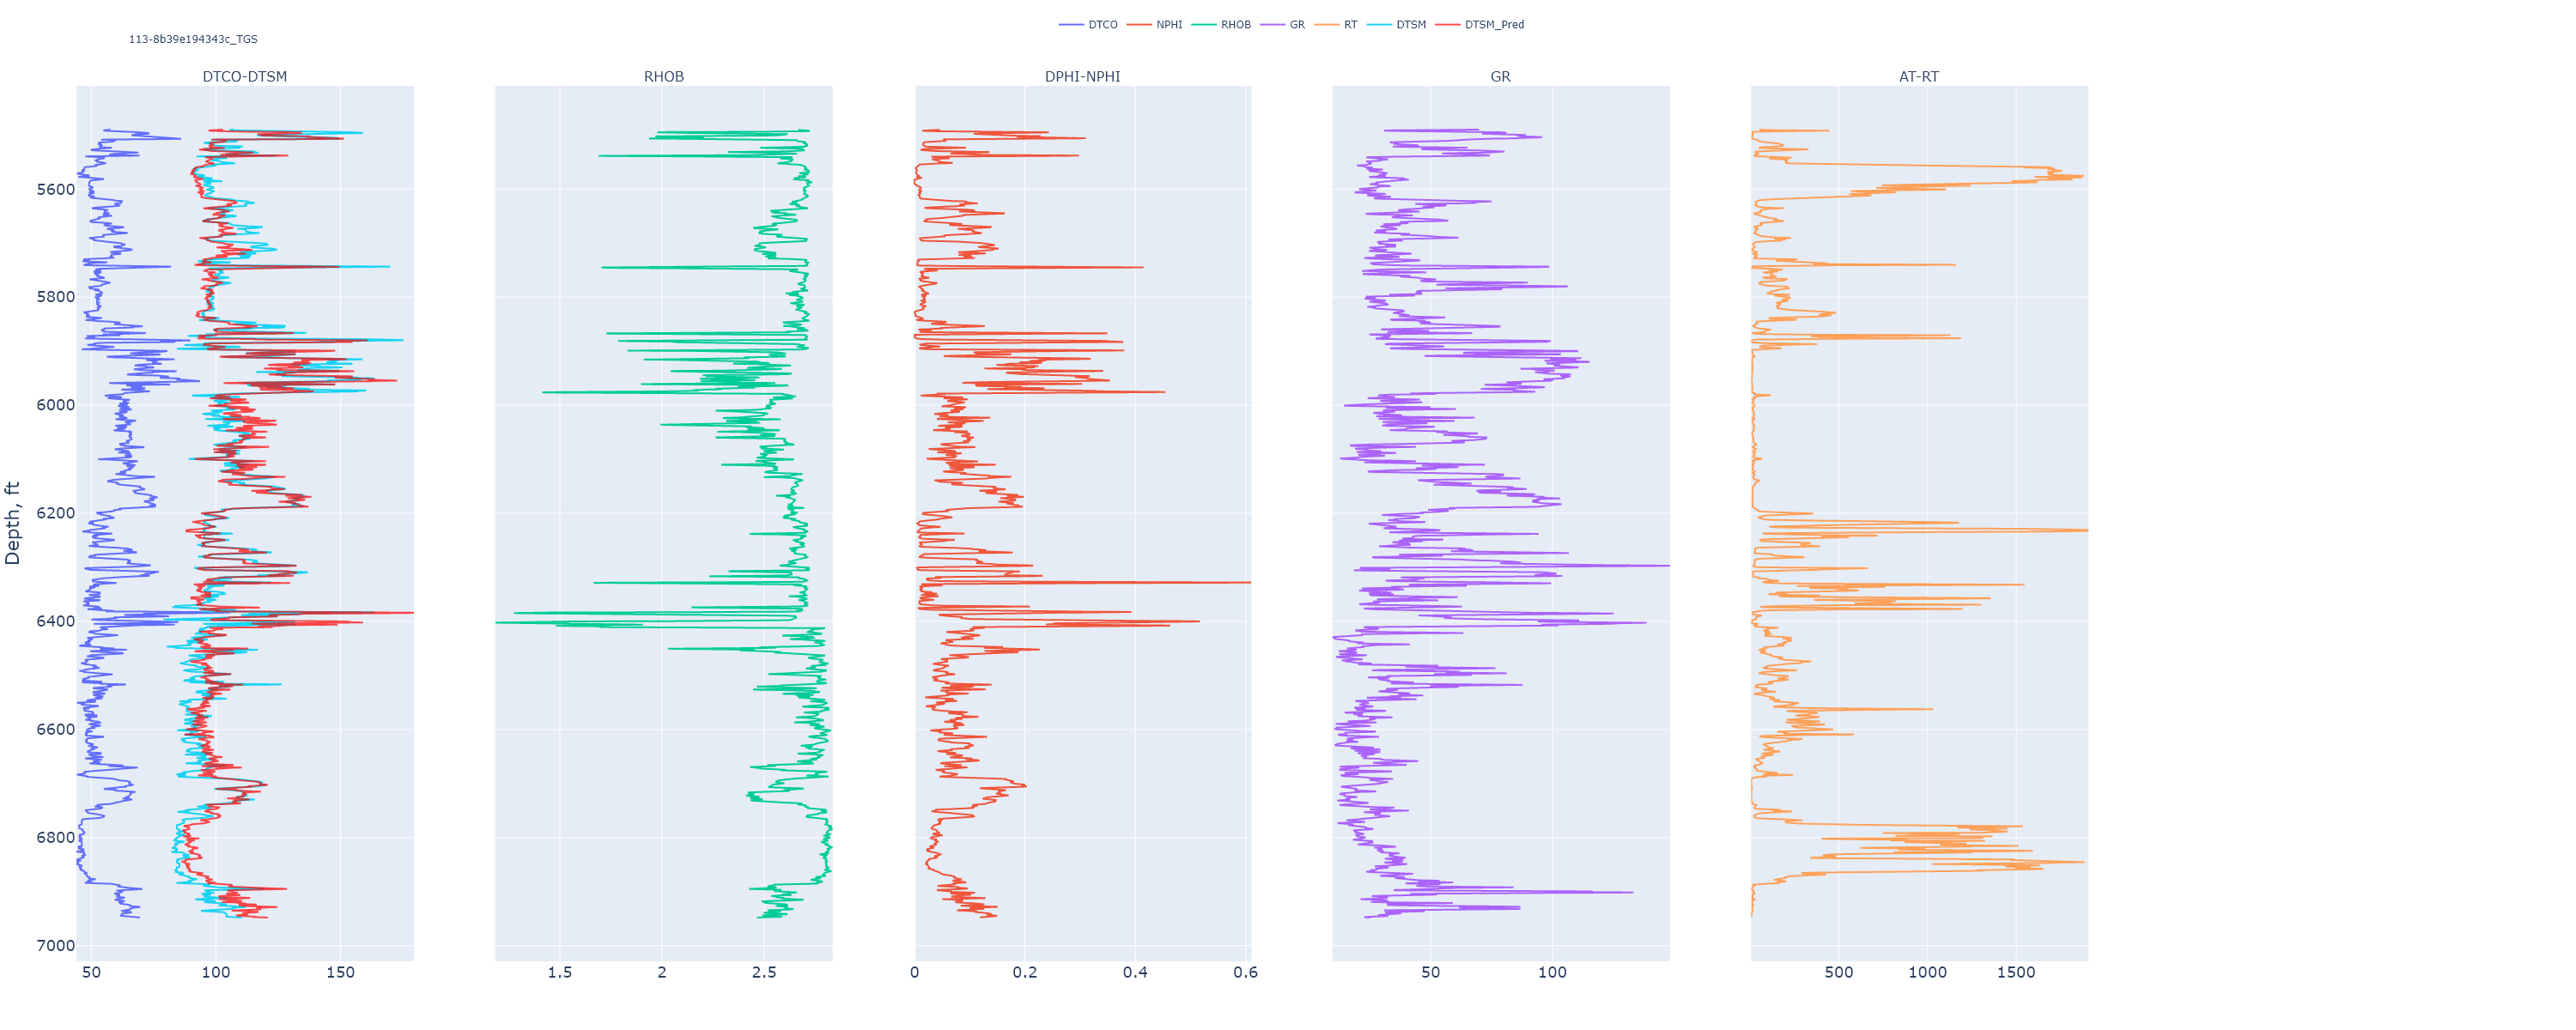 DTCO NPHI RHOB GR RT DTSM DTSM_Pred
113-8b39e194343c_TGS
DTCO-DTSM RHOB DPHI-NPHI GR AT-RT
Depth, ft
5600
5800
6000
6200
6400
6600
6800
7000
50 100 150 1.5 2 2.5 0 0.2 0.4 0.6 50 100 500 1000 1500